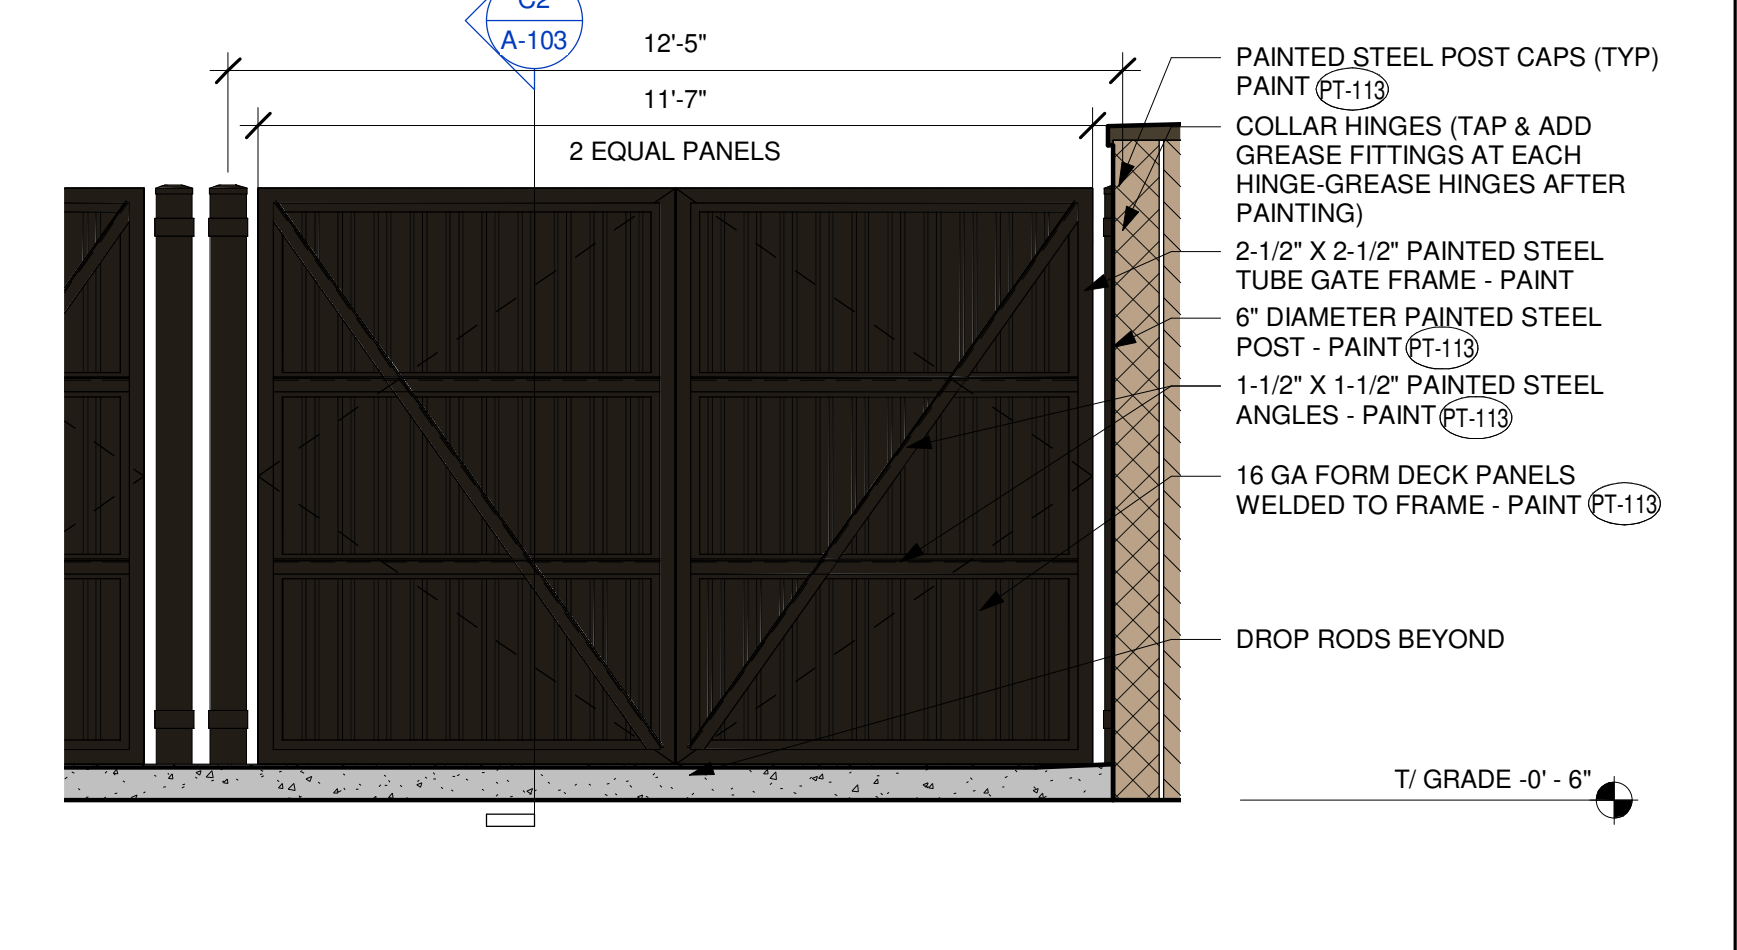 C2
A-103
12'-5"
11'-7"
2 EQUAL PANELS
PAINTED STEEL POST CAPS (TYP)
PAINT PT-113
COLLAR HINGES (TAP & ADD
GREASE FITTINGS AT EACH
HINGE-GREASE HINGES AFTER
PAINTING)
2-1/2" X 2-1/2" PAINTED STEEL
TUBE GATE FRAME - PAINT
6" DIAMETER PAINTED STEEL
POST - PAINT PT-113
1-1/2" X 1-1/2" PAINTED STEEL
ANGLES - PAINT PT-113
16 GA FORM DECK PANELS
WELDED TO FRAME - PAINT PT-113
DROP RODS BEYOND
T/ GRADE -0' - 6"